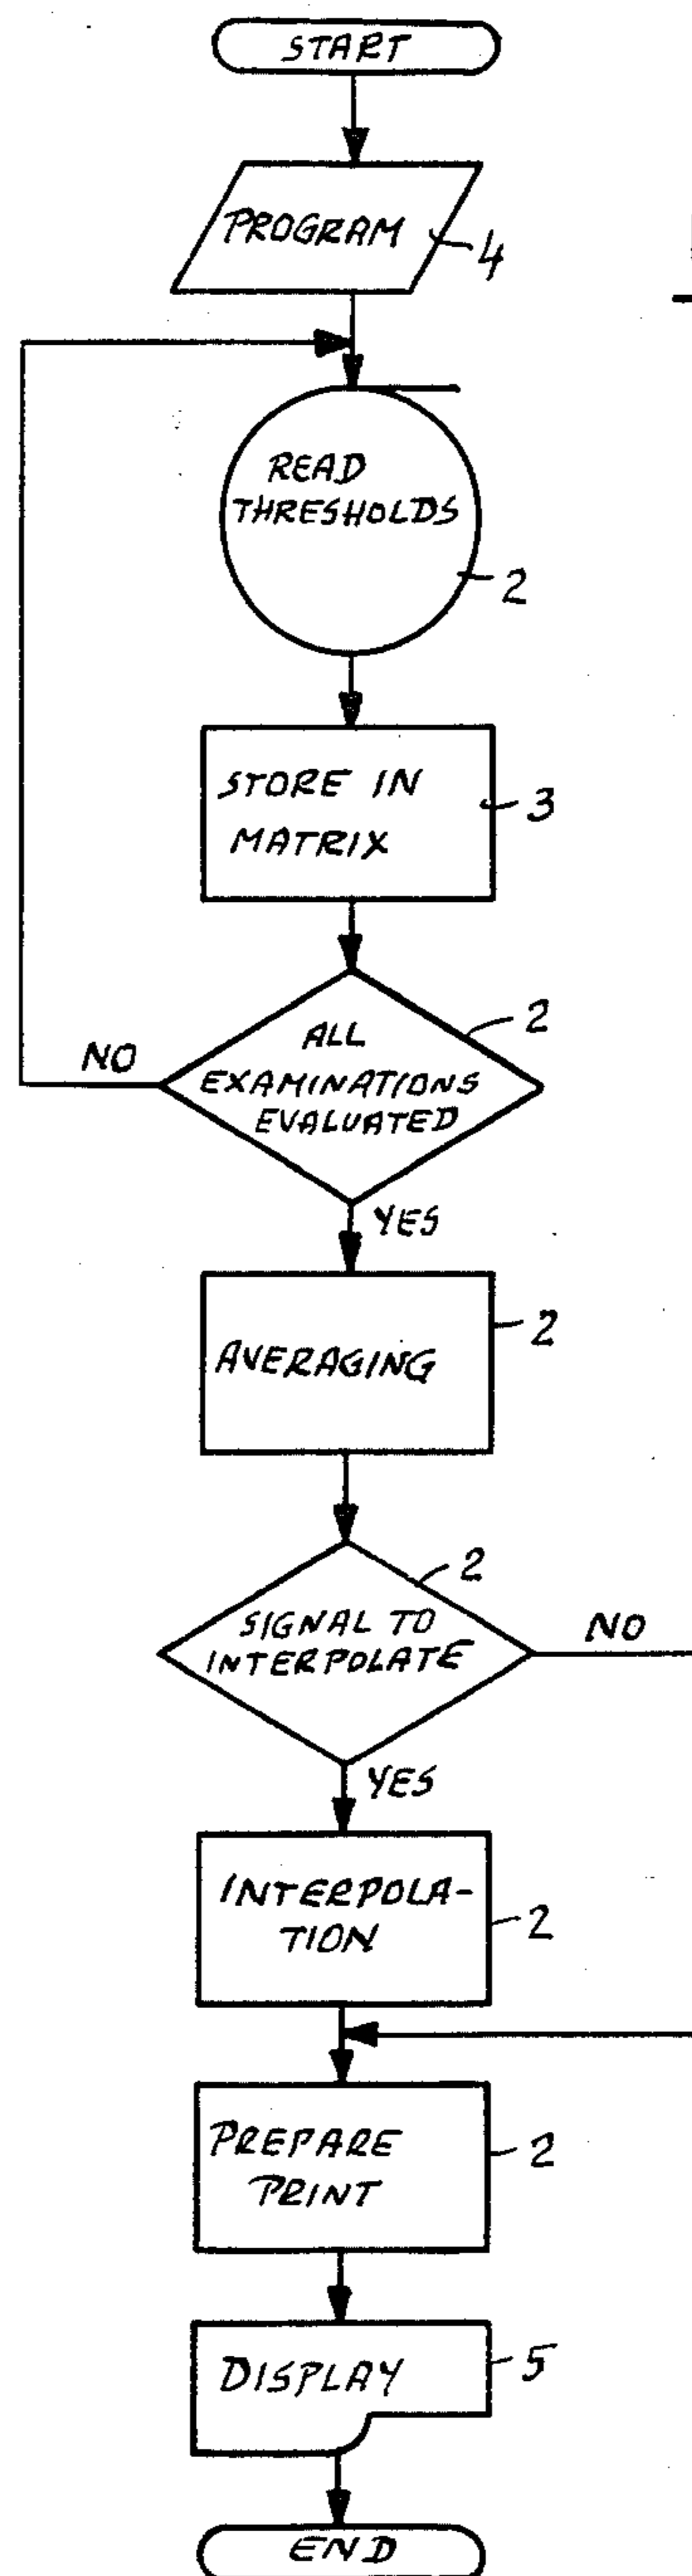 START
PROGRAM
4
READ
THRESHOLDS
2
STORE IN
MATRIX
3
ALL
EXAMINATIONS
EVALUATED
2
NO
YES
AVERAGING
2
SIGNAL TO
INTERPOLATE
2
NO
YES
INTERPOLA-
TION
2
PREPARE
PRINT
2
DISPLAY
5
END